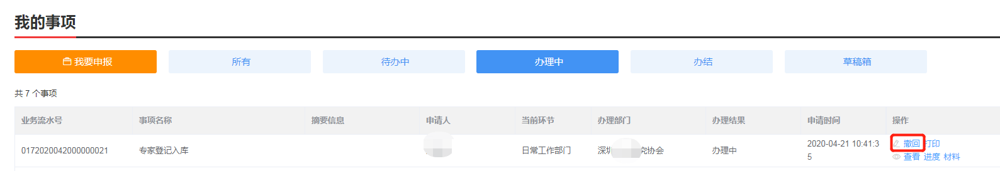 我的事项
我要申报 所有 待办中 办理中 办结 草稿箱
共 7 个事项
业务流水号 事项名称 摘要信息 申请人 当前环节 办理部门 办理结果 申请时间 操作
0172020042000000021 专家登记入库 日常工作部门 深圳 究协会 办理中 2020-04-21 10:41:3 撤回 打印
5 查看 进度 材料